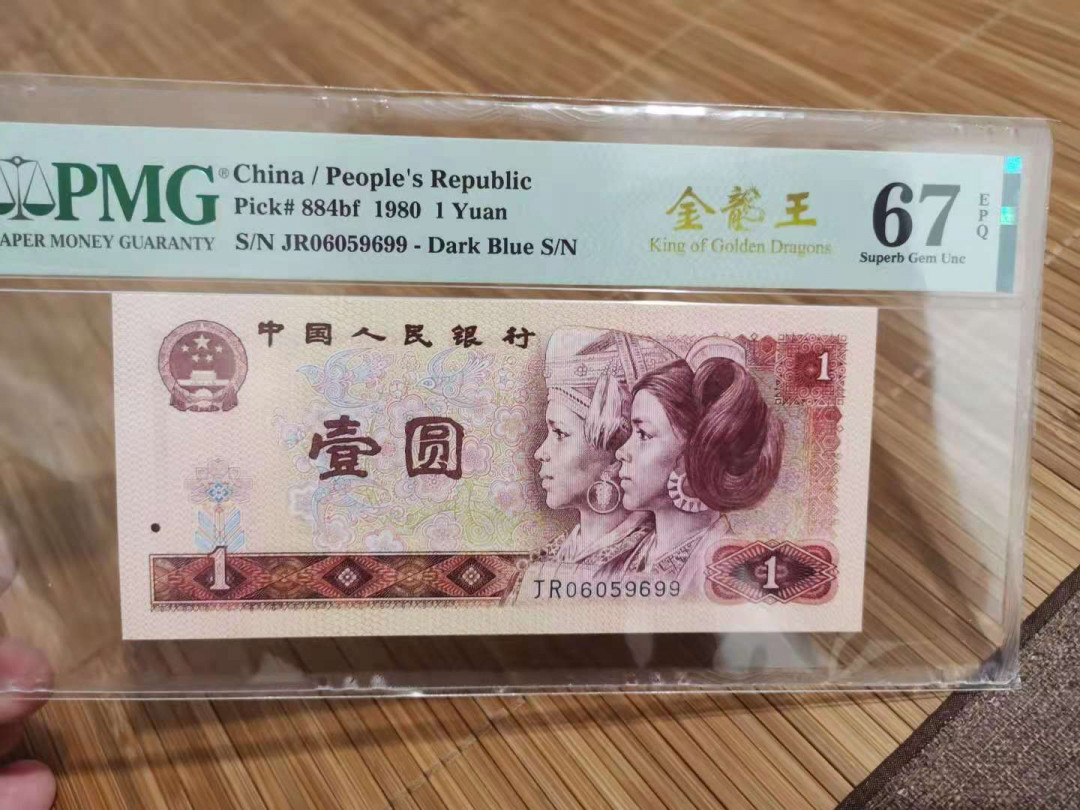 PMG®
APER MONEY GUARANTY
China / People's Republic
Pick# 884bf 1980 1 Yuan
S/N JR06059699 - Dark Blue S/N
金龍王
King of Golden Dragons
67
EPQ
Superb Gem Unc
中国人民银行
1
壹圆
1
JR06059699
1